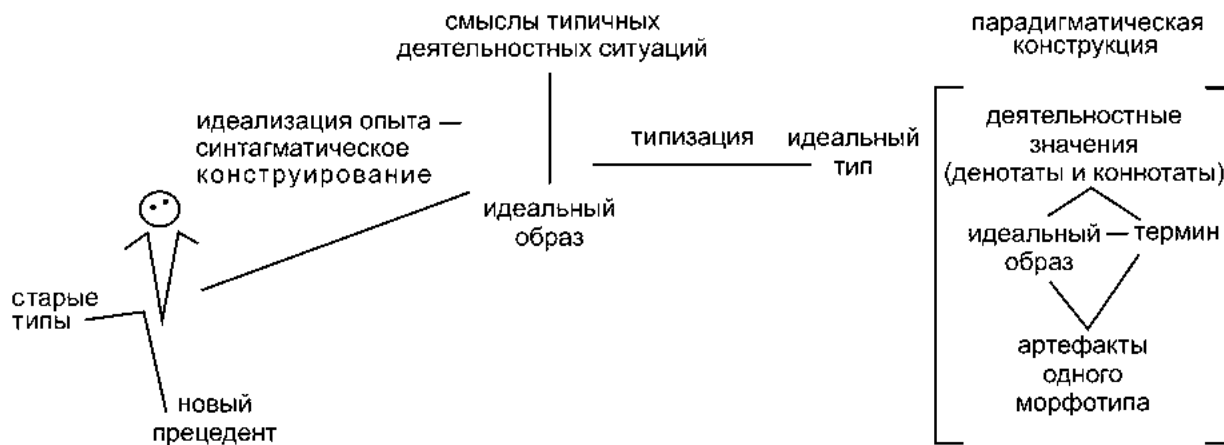 смыслы типичных
деятельностных ситуаций
парадигматическая
конструкция
идеализация опыта —
синтагматическое
конструирование
типизация
идеальный
тип
деятельностные
значения
(денотаты и коннотаты)
идеальный
образ
идеальный — термин
образ
старые
типы
артефакты
одного
морфотипа
новый
прецедент